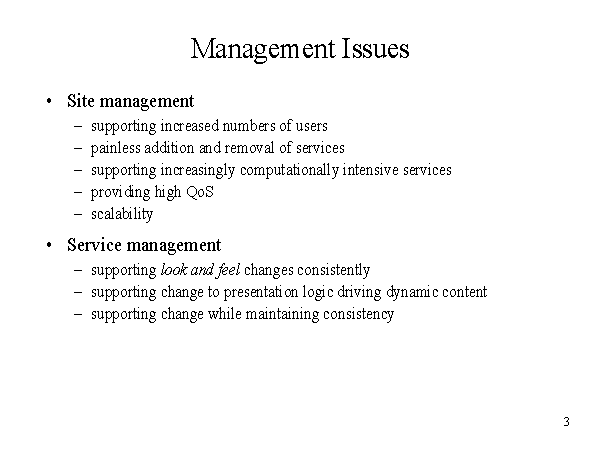 Management Issues
• Site management
– supporting increased numbers of users
– painless addition and removal of services
– supporting increasingly computationally intensive services
– providing high QoS
– scalability
• Service management
– supporting look and feel changes consistently
– supporting change to presentation logic driving dynamic content
– supporting change while maintaining consistency
3